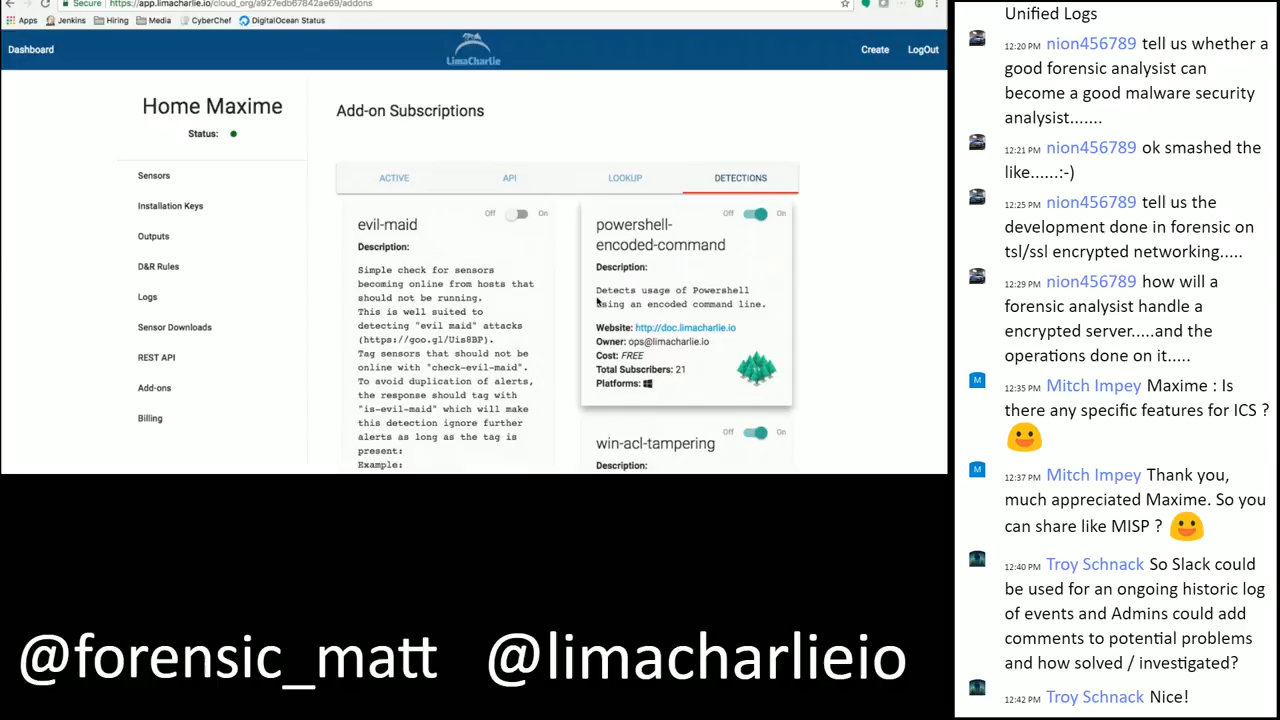 Secure
https://app.limacharlie.io/cloud_org/a927edb67842ae69/addons
Apps
Jenkins
Hiring
Media
CyberChef
DigitalOcean Status
Dashboard
LimaCharlie
Create
LogOut
Home Maxime
Status:
Sensors
Installation Keys
Outputs
D&R Rules
Logs
Sensor Downloads
REST API
Add-ons
Billing
Add-on Subscriptions
ACTIVE
API
LOOKUP
DETECTIONS
Off
On
evil-maid
Description:
Simple check for sensors
becoming online from hosts that
should not be running.
This is well suited to
detecting "evil maid" attacks
(https://goo.gl/Uis8BP).
Tag sensors that should not be
online with "check-evil-maid".
To avoid duplication of alerts,
the response should tag with
"is-evil-maid" which will make
this detection ignore further
alerts as long as the tag is
present:
Example:
Off
On
powershell-
encoded-command
Description:
Detects usage of Powershell
using an encoded command line.
Website: http://doc.limacharlie.io
Owner: ops@limacharlie.io
Cost: FREE
Total Subscribers: 21
Platforms:
Off
On
win-acl-tampering
Description:
@forensic_matt
@limacharlieio
Unified Logs
12:20 PM nion456789 tell us whether a
good forensic analyst can
become a good malware security
analyst.......
12:21 PM nion456789 ok smashed the
like......:-)
12:25 PM nion456789 tell us the
development done in forensic on
tsl/ssl encrypted networking.....
12:29 PM nion456789 how will a
forensic analyst handle a
encrypted server.....and the
operations done on it.....
M
12:35 PM Mitch Impey Maxime : Is
there any specific features for ICS ?
M
12:37 PM Mitch Impey Thank you,
much appreciated Maxime. So you
can share like MISP ?
12:40 PM Troy Schnack So Slack could
be used for an ongoing historic log
of events and Admins could add
comments to potential problems
and how solved / investigated?
12:42 PM Troy Schnack Nice!